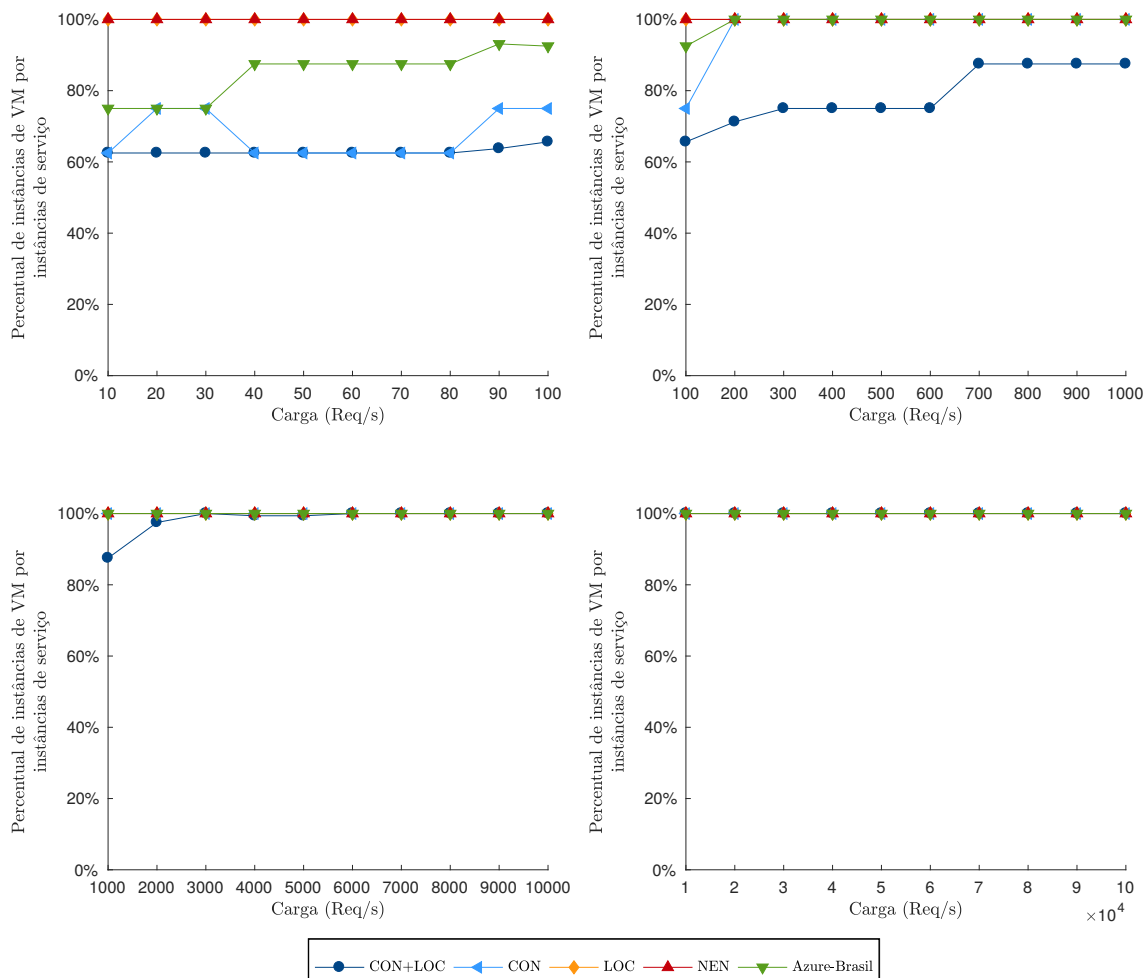 100%
80%
60%
40%
20%
0%
Percentual de instâncias de VM por
instâncias de serviço
10 20 30 40 50 60 70 80 90 100
Carga (Req/s)
100%
80%
60%
40%
20%
0%
Percentual de instâncias de VM por
instâncias de serviço
100 200 300 400 500 600 700 800 900 1000
Carga (Req/s)
100%
80%
60%
40%
20%
0%
Percentual de instâncias de VM por
instâncias de serviço
1000 2000 3000 4000 5000 6000 7000 8000 9000 10000
Carga (Req/s)
100%
80%
60%
40%
20%
0%
Percentual de instâncias de VM por
instâncias de serviço
1 2 3 4 5 6 7 8 9 10
Carga (Req/s)
×10⁴
CON+LOC CON LOC NEN Azure-Brasil